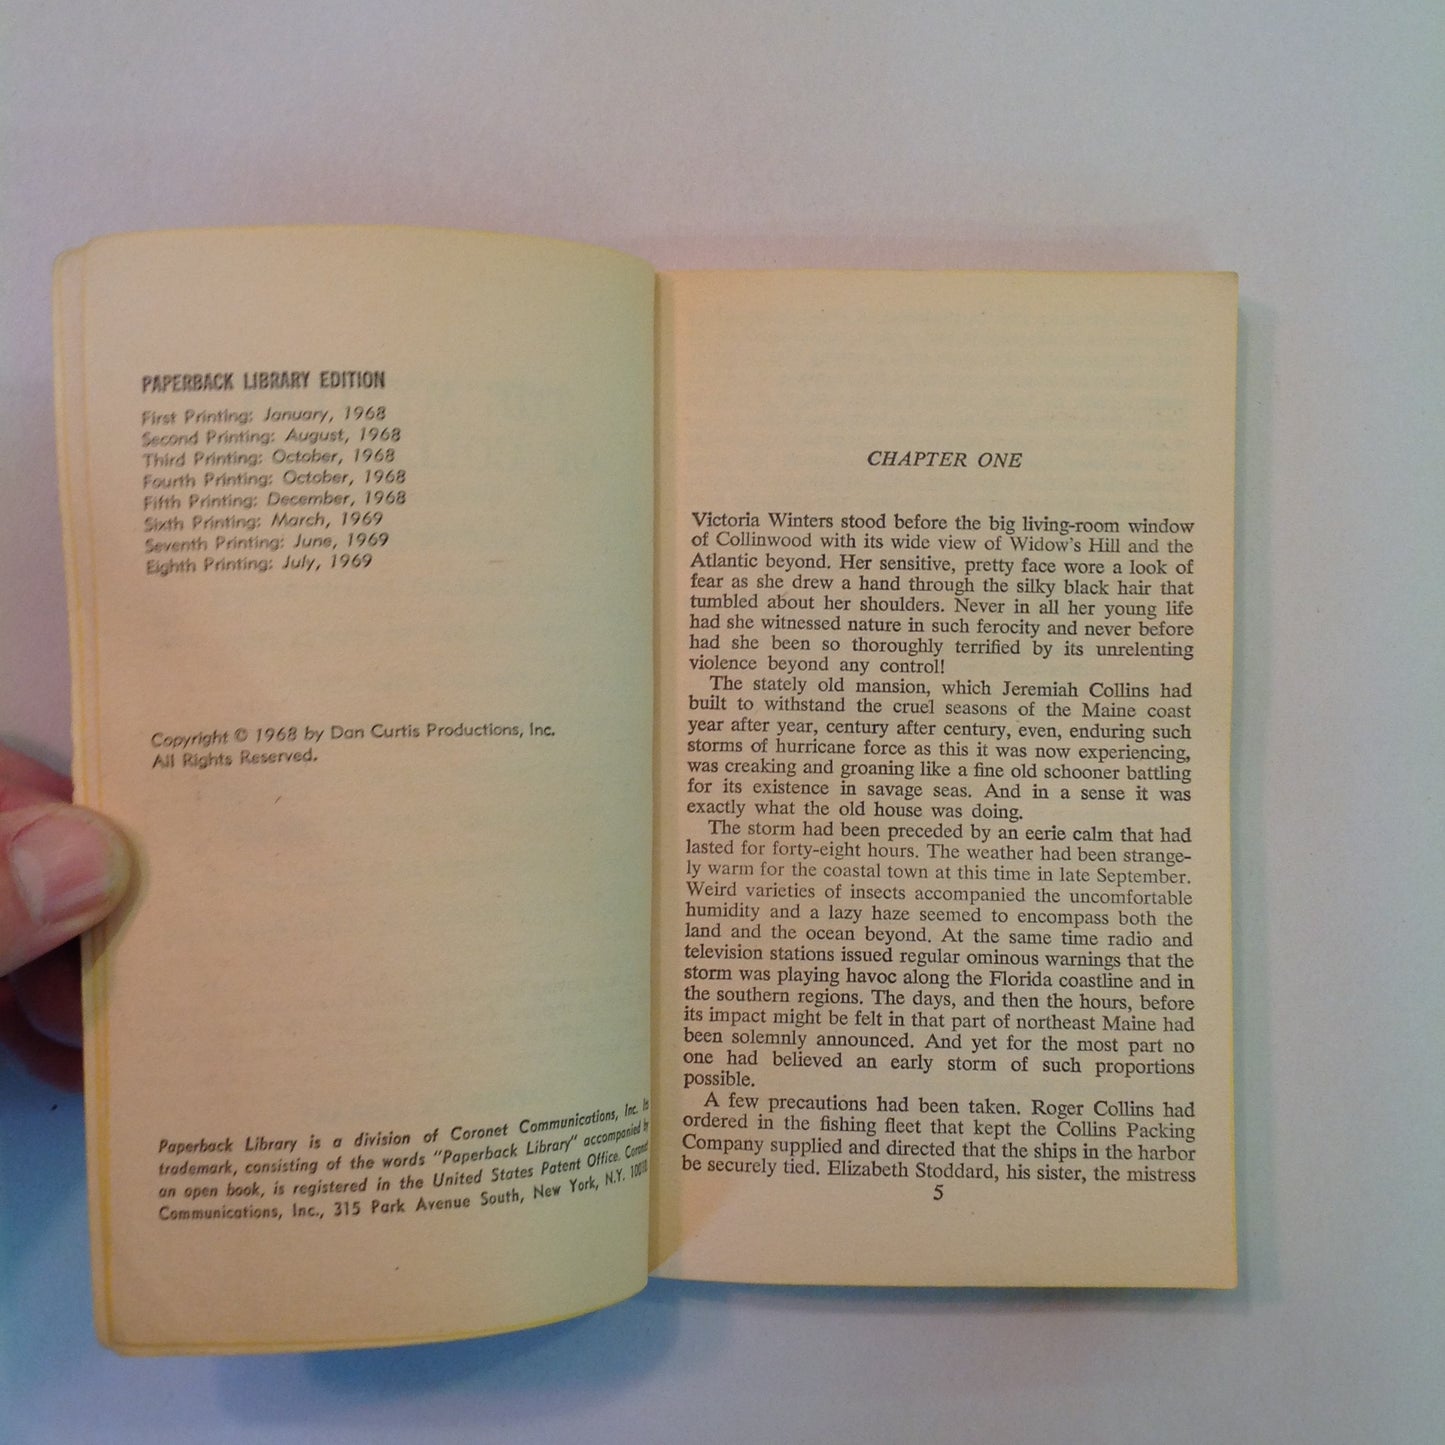 PAPERBACK LIBRARY EDITION
First Printing: January, 1968
Second Printing: August, 1968
Third Printing: October, 1968
Fourth Printing: October, 1968
Fifth Printing: December, 1968
Sixth Printing: March, 1969
Seventh Printing: June, 1969
Eighth Printing: July, 1969
Copyright © 1968 by Dan Curtis Productions, Inc.
All Rights Reserved.
Paperback Library is a division of Coronet Communications, Inc. Its
trademark, consisting of the words "Paperback Library" accompanied by
an open book, is registered in the United States Patent Office. Coronet
Communications, Inc., 315 Park Avenue South, New York, N.Y. 10010.
CHAPTER ONE
Victoria Winters stood before the big living-room window
of Collinwood with its wide view of Widow's Hill and the
Atlantic beyond. Her sensitive, pretty face wore a look of
fear as she drew a hand through the silky black hair that
tumbled about her shoulders. Never in all her young life
had she witnessed nature in such ferocity and never before
had she been so thoroughly terrified by its unrelenting
violence beyond any control!
The stately old mansion, which Jeremiah Collins had
built to withstand the cruel seasons of the Maine coast
year after year, century after century, even, enduring such
storms of hurricane force as this it was now experiencing,
was creaking and groaning like a fine old schooner battling
for its existence in savage seas. And in a sense it was
exactly what the old house was doing.
The storm had been preceded by an eerie calm that had
lasted for forty-eight hours. The weather had been strange-
ly warm for the coastal town at this time in late September.
Weird varieties of insects accompanied the uncomfortable
humidity and a lazy haze seemed to encompass both the
land and the ocean beyond. At the same time radio and
television stations issued regular ominous warnings that the
storm was playing havoc along the Florida coastline and in
the southern regions. The days, and then the hours, before
its impact might be felt in that part of northeast Maine had
been solemnly announced. And yet for the most part no
one had believed an early storm of such proportions
possible.
A few precautions had been taken. Roger Collins had
ordered in the fishing fleet that kept the Collins Packing
Company supplied and directed that the ships in the harbor
be securely tied. Elizabeth Stoddard, his sister, the mistress
5